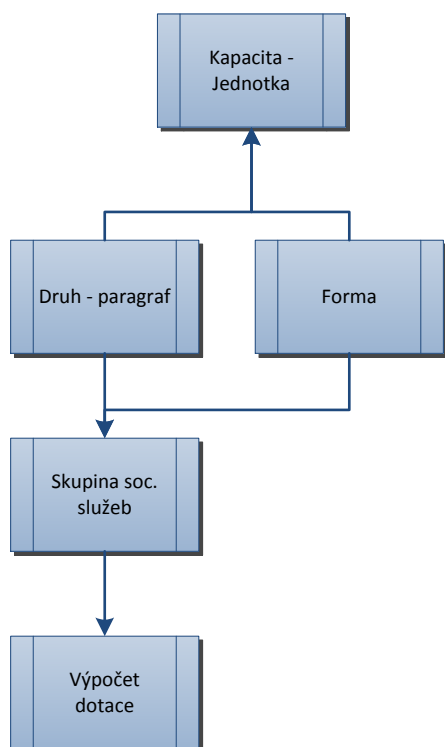 Kapacita -
Jednotka
Druh - paragraf
Forma
Skupina soc.
služeb
Výpočet
dotace